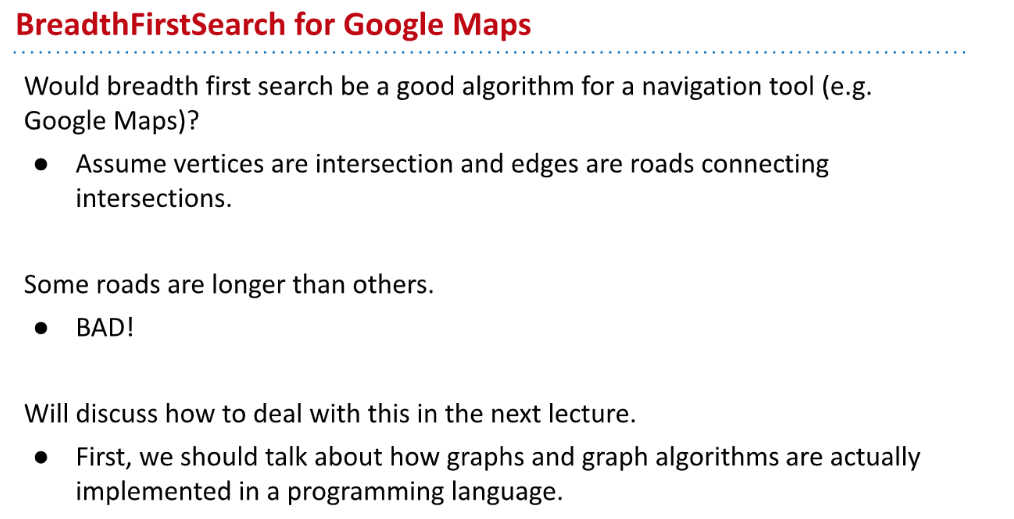 BreadthFirstSearch for Google Maps
Would breadth first search be a good algorithm for a navigation tool (e.g.
Google Maps)?
● Assume vertices are intersection and edges are roads connecting
intersections.
Some roads are longer than others.
● BAD!
Will discuss how to deal with this in the next lecture.
● First, we should talk about how graphs and graph algorithms are actually
implemented in a programming language.